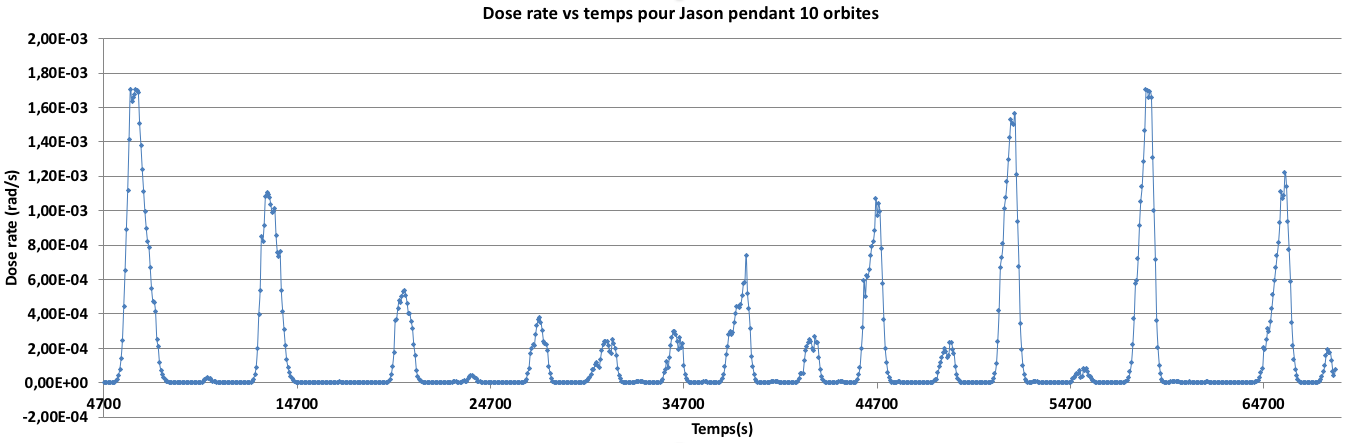 Dose rate vs temps pour Jason pendant 10 orbites
2,00E-03
1,80E-03
1,60E-03
1,40E-03
1,20E-03
1,00E-03
8,00E-04
6,00E-04
4,00E-04
2,00E-04
0,00E+00
-2,00E-04
Dose rate (rad/s)
4700 14700 24700 34700 44700 54700 64700
Temps(s)